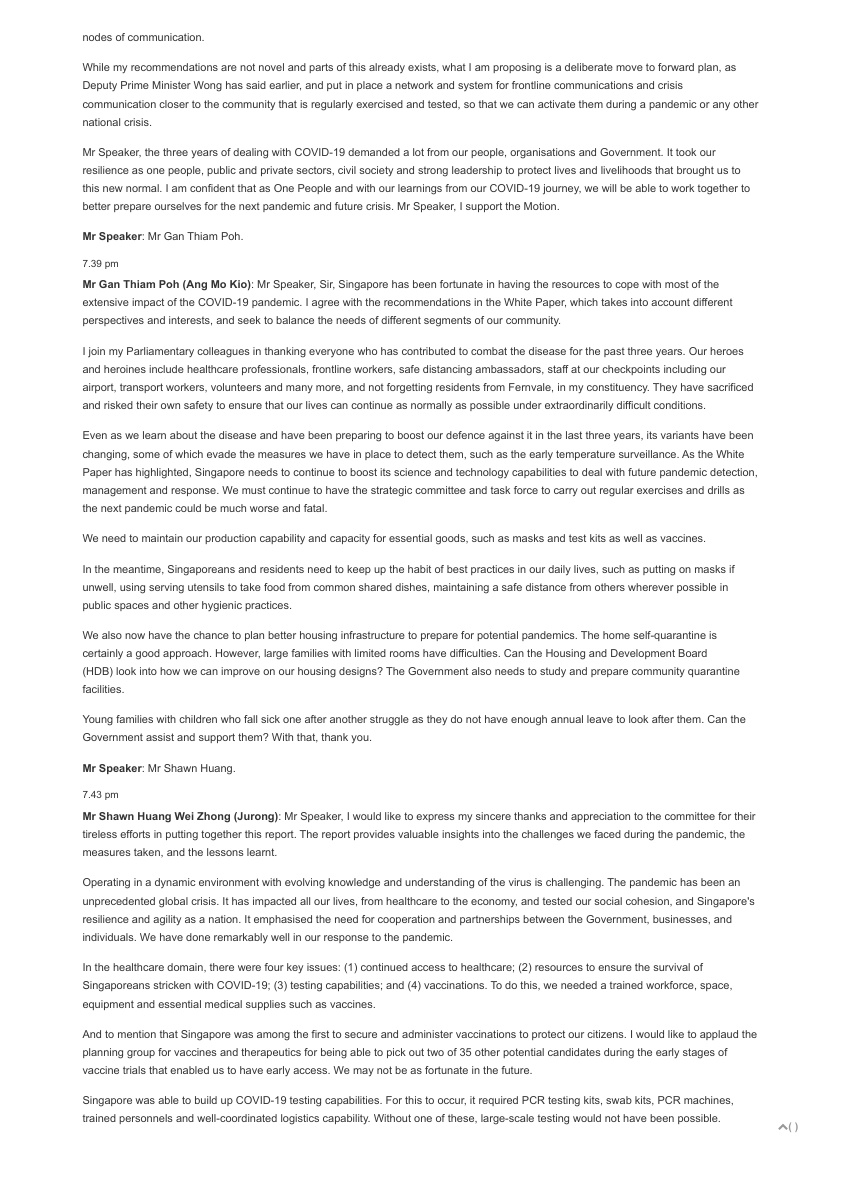 nodes of communication.
While my recommendations are not novel and parts of this already exists, what I am proposing is a deliberate move to forward plan, as
Deputy Prime Minister Wong has said earlier, and put in place a network and system for frontline communications and crisis
communication closer to the community that is regularly exercised and tested, so that we can activate them during a pandemic or any other
national crisis.
Mr Speaker, the three years of dealing with COVID-19 demanded a lot from our people, organisations and Government. It took our
resilience as one people, public and private sectors, civil society and strong leadership to protect lives and livelihoods that brought us to
this new normal. I am confident that as One People and with our learnings from our COVID-19 journey, we will be able to work together to
better prepare ourselves for the next pandemic and future crisis. Mr Speaker, I support the Motion.
Mr Speaker: Mr Gan Thiam Poh.
7.39 pm
Mr Gan Thiam Poh (Ang Mo Kio): Mr Speaker, Sir, Singapore has been fortunate in having the resources to cope with most of the
extensive impact of the COVID-19 pandemic. I agree with the recommendations in the White Paper, which takes into account different
perspectives and interests, and seek to balance the needs of different segments of our community.
I join my Parliamentary colleagues in thanking everyone who has contributed to combat the disease for the past three years. Our heroes
and heroines include healthcare professionals, frontline workers, safe distancing ambassadors, staff at our checkpoints including our
airport, transport workers, volunteers and many more, and not forgetting residents from Fernvale, in my constituency. They have sacrificed
and risked their own safety to ensure that our lives can continue as normally as possible under extraordinarily difficult conditions.
Even as we learn about the disease and have been preparing to boost our defence against it in the last three years, its variants have been
changing, some of which evade the measures we have in place to detect them, such as the early temperature surveillance. As the White
Paper has highlighted, Singapore needs to continue to boost its science and technology capabilities to deal with future pandemic detection,
management and response. We must continue to have the strategic committee and task force to carry out regular exercises and drills as
the next pandemic could be much worse and fatal.
We need to maintain our production capability and capacity for essential goods, such as masks and test kits as well as vaccines.
In the meantime, Singaporeans and residents need to keep up the habit of best practices in our daily lives, such as putting on masks if
unwell, using serving utensils to take food from common shared dishes, maintaining a safe distance from others wherever possible in
public spaces and other hygienic practices.
We also now have the chance to plan better housing infrastructure to prepare for potential pandemics. The home self-quarantine is
certainly a good approach. However, large families with limited rooms have difficulties. Can the Housing and Development Board
(HDB) look into how we can improve on our housing designs? The Government also needs to study and prepare community quarantine
facilities.
Young families with children who fall sick one after another struggle as they do not have enough annual leave to look after them. Can the
Government assist and support them? With that, thank you.
Mr Speaker: Mr Shawn Huang.
7.43 pm
Mr Shawn Huang Wei Zhong (Jurong): Mr Speaker, I would like to express my sincere thanks and appreciation to the committee for their
tireless efforts in putting together this report. The report provides valuable insights into the challenges we faced during the pandemic, the
measures taken, and the lessons learnt.
Operating in a dynamic environment with evolving knowledge and understanding of the virus is challenging. The pandemic has been an
unprecedented global crisis. It has impacted all our lives, from healthcare to the economy, and tested our social cohesion, and Singapore's
resilience and agility as a nation. It emphasised the need for cooperation and partnerships between the Government, businesses, and
individuals. We have done remarkably well in our response to the pandemic.
In the healthcare domain, there were four key issues: (1) continued access to healthcare; (2) resources to ensure the survival of
Singaporeans stricken with COVID-19; (3) testing capabilities; and (4) vaccinations. To do this, we needed a trained workforce, space,
equipment and essential medical supplies such as vaccines.
And to mention that Singapore was among the first to secure and administer vaccinations to protect our citizens. I would like to applaud the
planning group for vaccines and therapeutics for being able to pick out two of 35 other potential candidates during the early stages of
vaccine trials that enabled us to have early access. We may not be as fortunate in the future.
Singapore was able to build up COVID-19 testing capabilities. For this to occur, it required PCR testing kits, swab kits, PCR machines,
trained personnels and well-coordinated logistics capability. Without one of these, large-scale testing would not have been possible.
( )